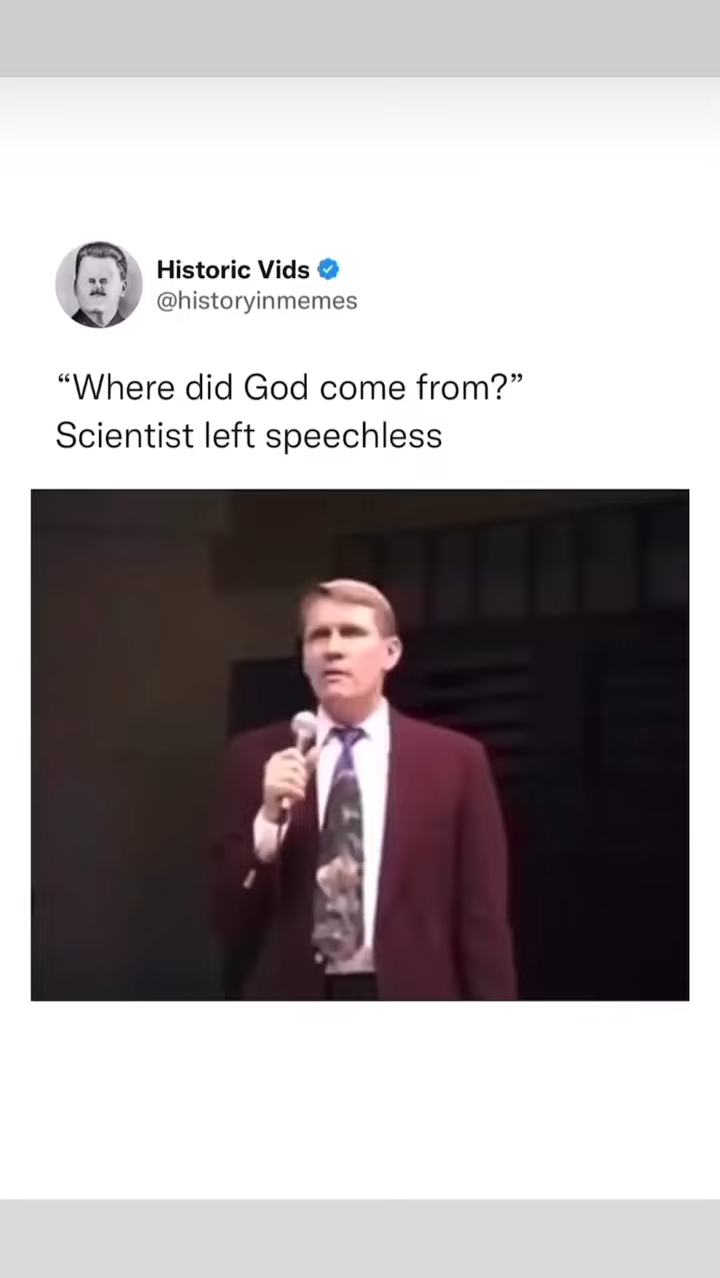 Historic Vids
@historyinmemes
“Where did God come from?”
Scientist left speechless